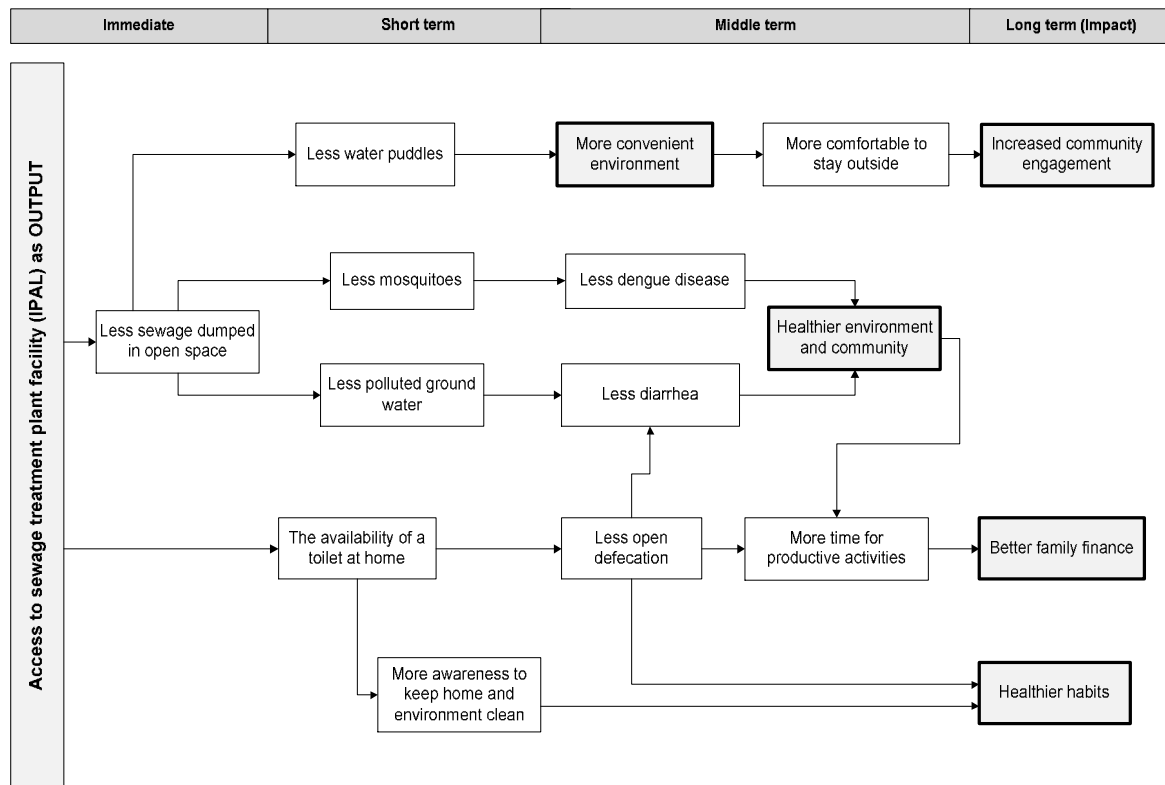 Immediate
Short term
Middle term
Long term (Impact)
Access to sewage treatment plant facility (IPAL) as OUTPUT
Less water puddles
More convenient
environment
More comfortable to
stay outside
Increased community
engagement
Less mosquitoes
Less dengue disease
Less sewage dumped
in open space
Healthier environment
and community
Less polluted ground
water
Less diarrhea
The availability of a
toilet at home
Less open
defecation
More time for
productive activities
Better family finance
More awareness to
keep home and
environment clean
Healthier habits